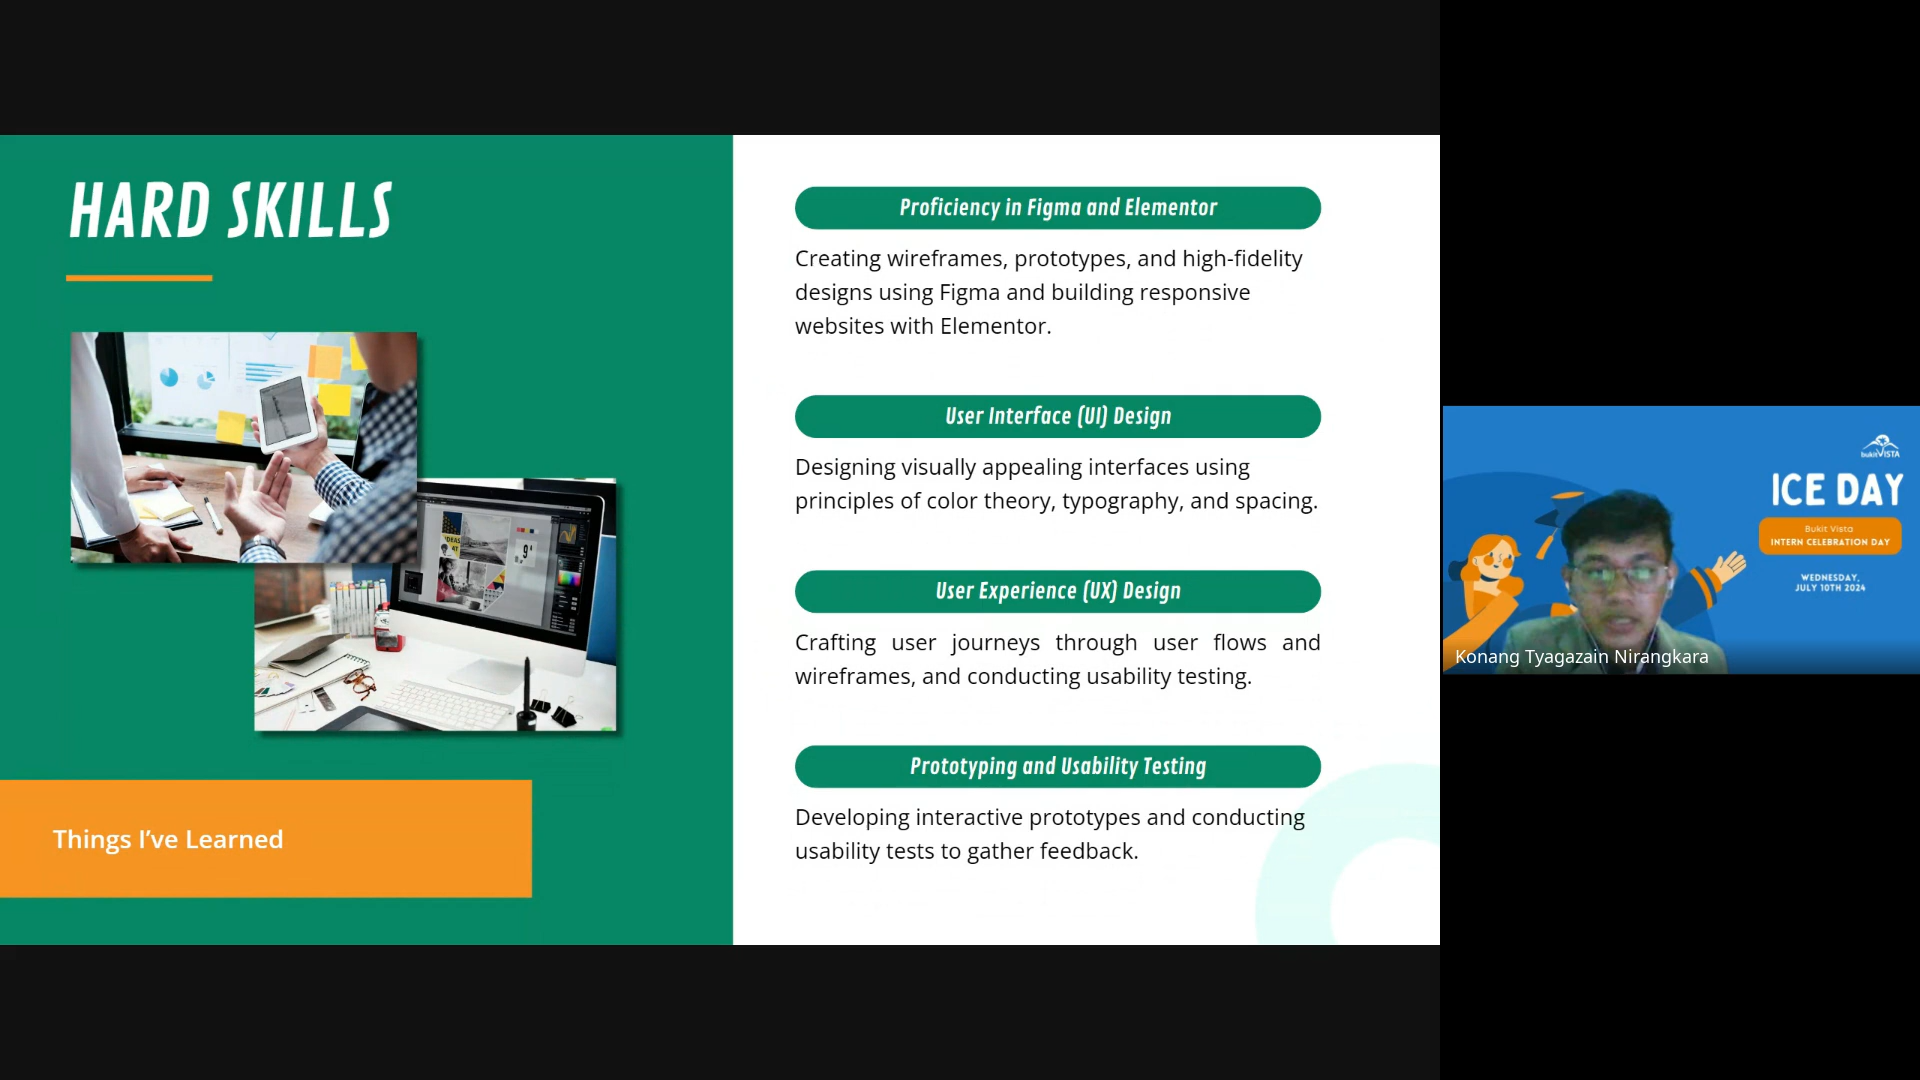 HARD SKILLS
Things I’ve Learned
Proficiency in Figma and Elementor
Creating wireframes, prototypes, and high-fidelity
designs using Figma and building responsive
websites with Elementor.
User Interface (UI) Design
Designing visually appealing interfaces using
principles of color theory, typography, and spacing.
User Experience (UX) Design
Crafting user journeys through user flows and
wireframes, and conducting usability testing.
Prototyping and Usability Testing
Developing interactive prototypes and conducting
usability tests to gather feedback.
bukitVISTA
ICE DAY
Bukit Vista
INTERN CELEBRATION DAY
WEDNESDAY,
JULY 10TH 2024
Konang Tyagazain Nirangkara